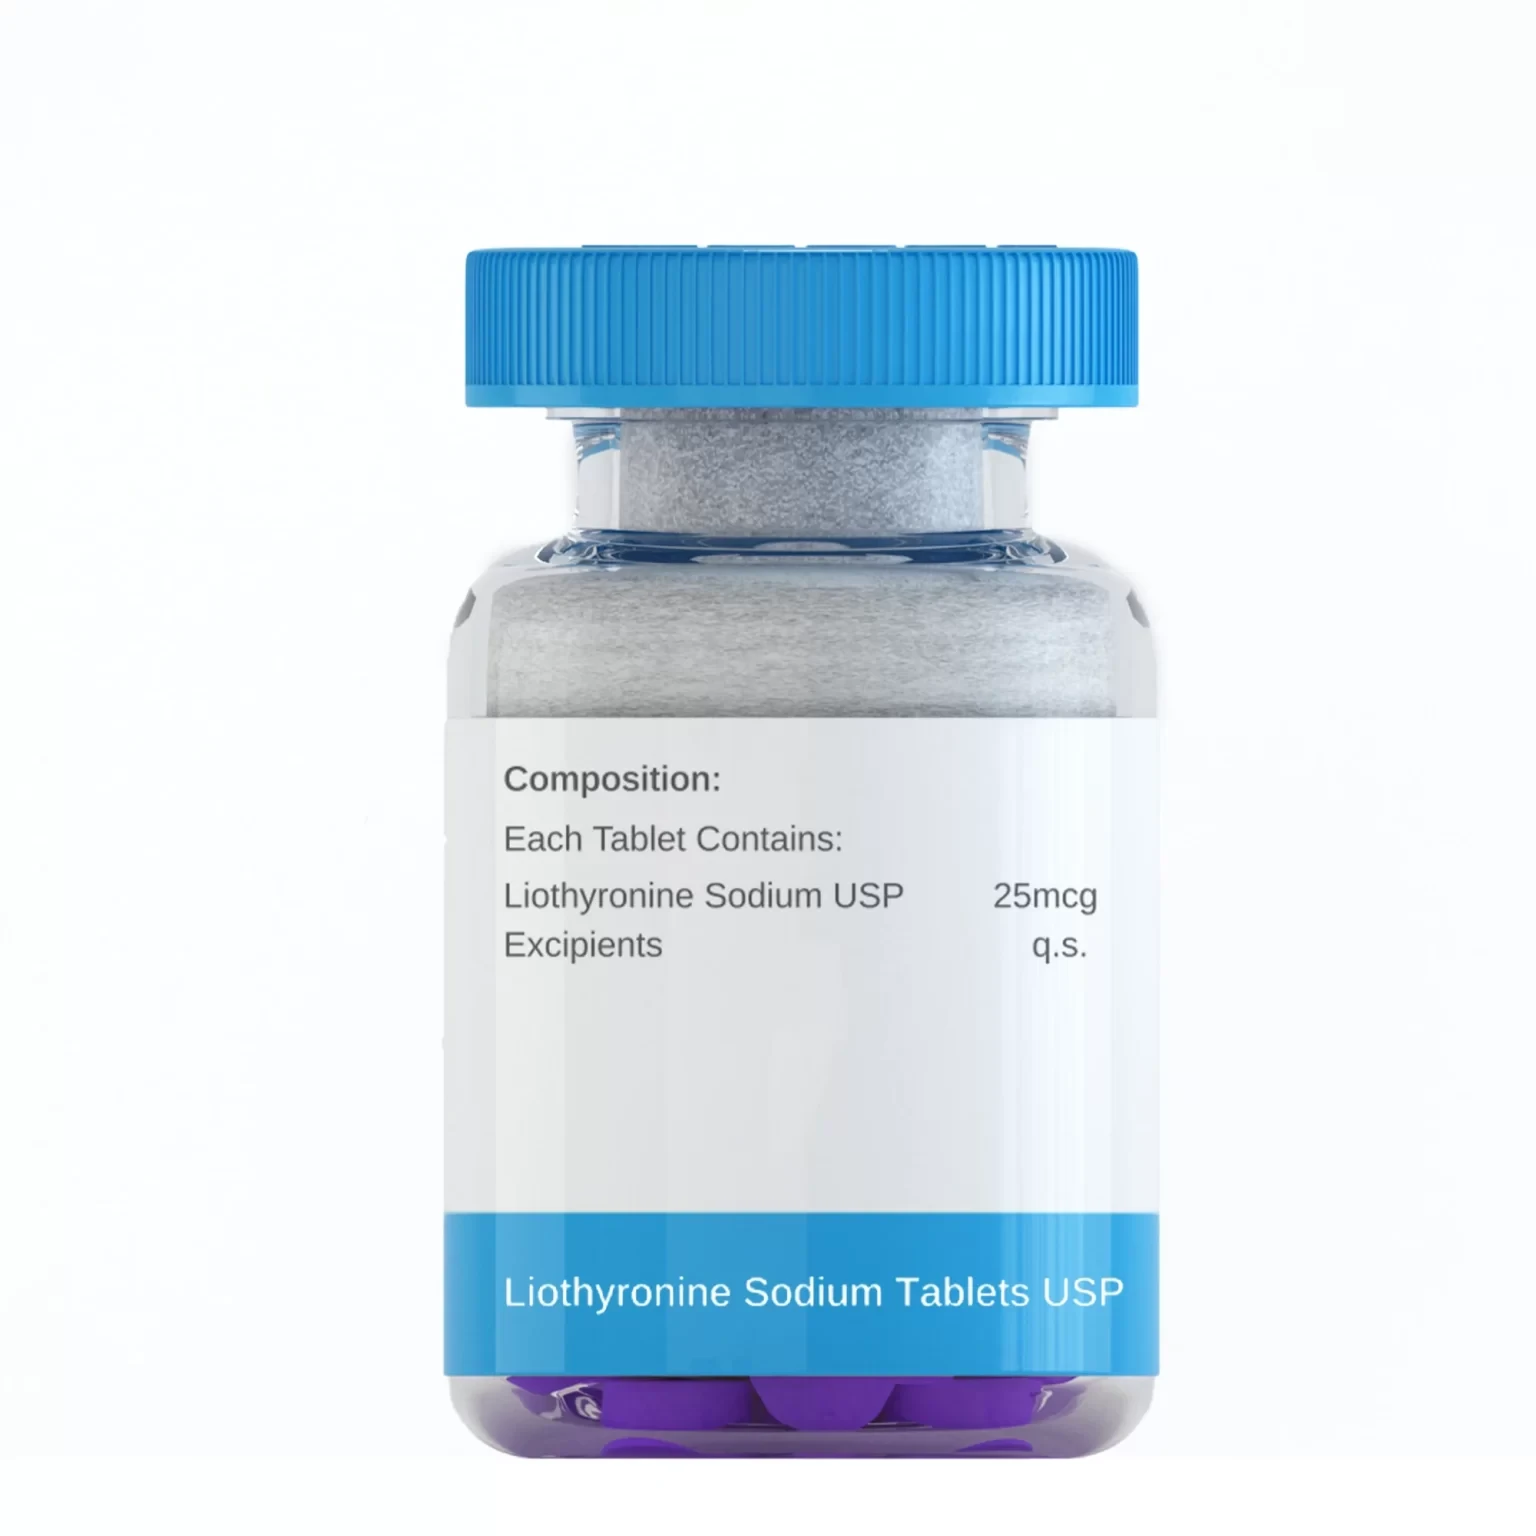 Composition:
Each Tablet Contains:
Liothyronine Sodium USP 25mcg
Excipients q.s.
Liothyronine Sodium Tablets USP